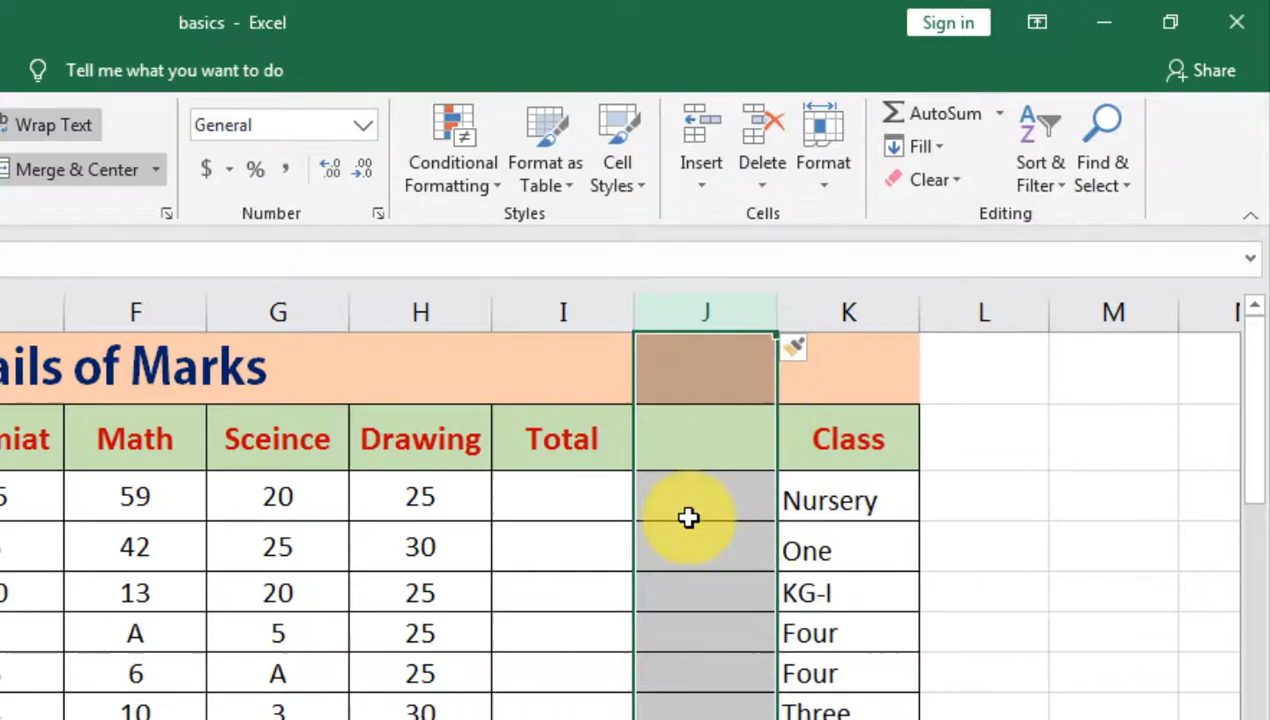 basics - Excel
Sign in
Tell me what you want to do
Share
Wrap Text
General
AutoSum
Fill
Merge & Center
$ % ,
Conditional Formatting
Format as Table
Cell Styles
Insert
Delete
Format
Clear
Sort & Filter
Find & Select
Number
Styles
Cells
Editing
F G H I J K L M
ails of Marks
niat Math Sceince Drawing Total Class
5 59 20 25 Nursery
42 25 30 One
0 13 20 25 KG-I
A 5 25 Four
6 A 25 Four
10 3 30 Three